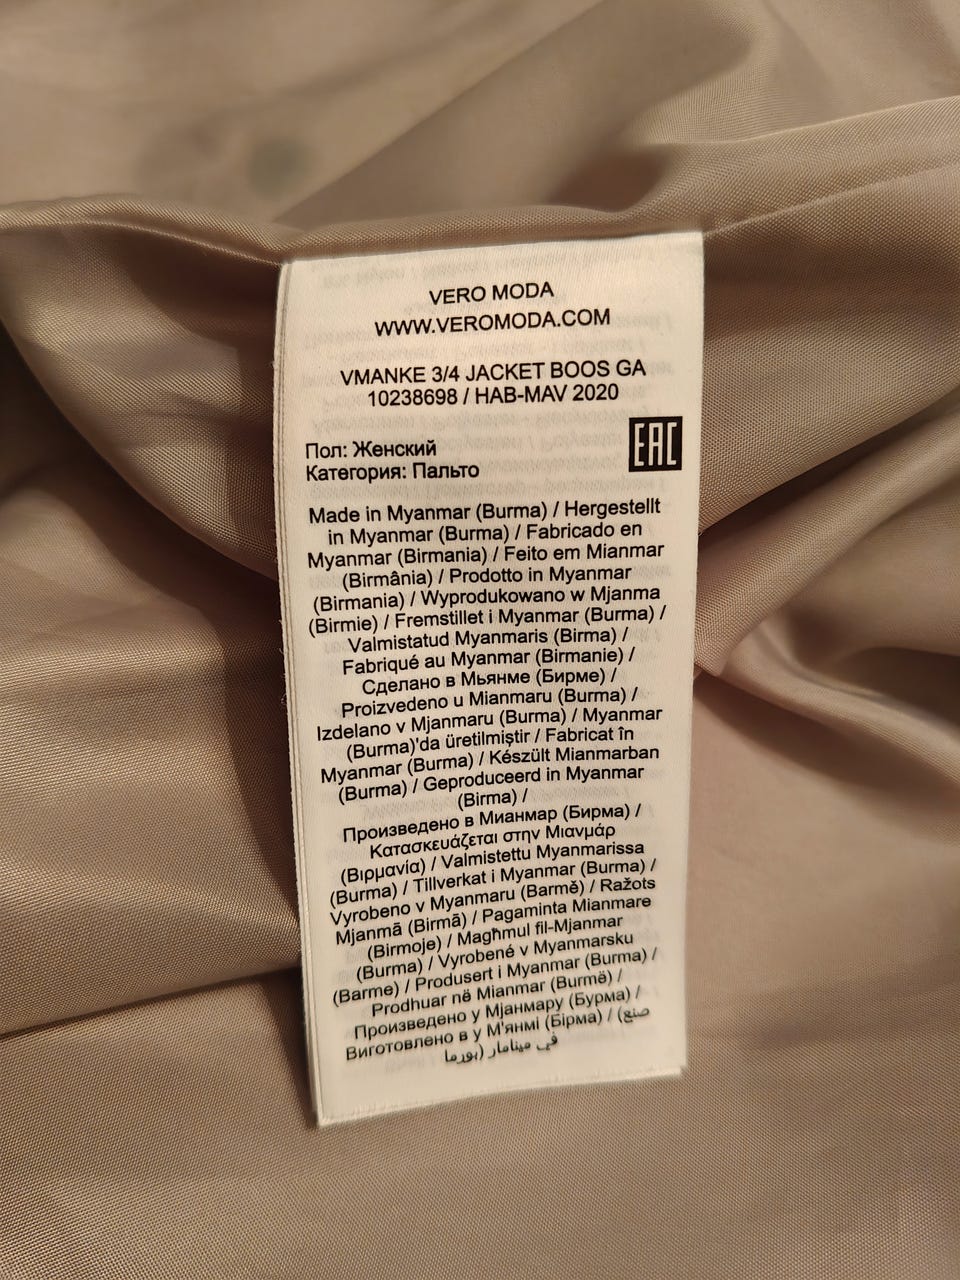 VERO MODA
WWW.VEROMODA.COM
VMANKE 3/4 JACKET BOOS GA
10238698 / HAB-MAV 2020
EAC
Пол: Женский
Категория: Пальто
Made in Myanmar (Burma) / Hergestellt
in Myanmar (Burma) / Fabricado en
Myanmar (Birmania) / Feito em Mianmar
(Birmânia) / Prodotto in Myanmar
(Birmania) / Wyprodukowano w Mjanma
(Birmie) / Fremstillet i Myanmar (Burma) /
Valmistatud Myanmaris (Birma) /
Fabriqué au Myanmar (Birmanie) /
Сделано в Мьянме (Бирме) /
Proizvedeno u Mianmaru (Burma) /
Izdelano v Mjanmaru (Burma) / Myanmar
(Burma)'da üretilmiştir / Fabricat în
Myanmar (Burma) / Készült Mianmarban
(Burma) / Geproduceerd in Myanmar
(Birma) /
Произведено в Мианмар (Бирма) /
Κατασκευάζεται στην Μιανμάρ
(Βιρμανία) / Valmistettu Myanmarissa
(Burma) / Tillverkat i Myanmar (Burma) /
Vyrobeno v Myanmaru (Barmě) / Ražots
Mjanmā (Birmā) / Pagaminta Mianmare
(Birmoje) / Magħmul fil-Mjanmar
(Burma) / Vyrobené v Myanmarsku
(Barme) / Produsert i Myanmar (Burma) /
Prodhuar në Mianmar (Burmë) /
Произведено у Мјанмару (Бурма) /
Виготовлено в у М'янмі (Бірма) / (صنع
في مينامار (بورما